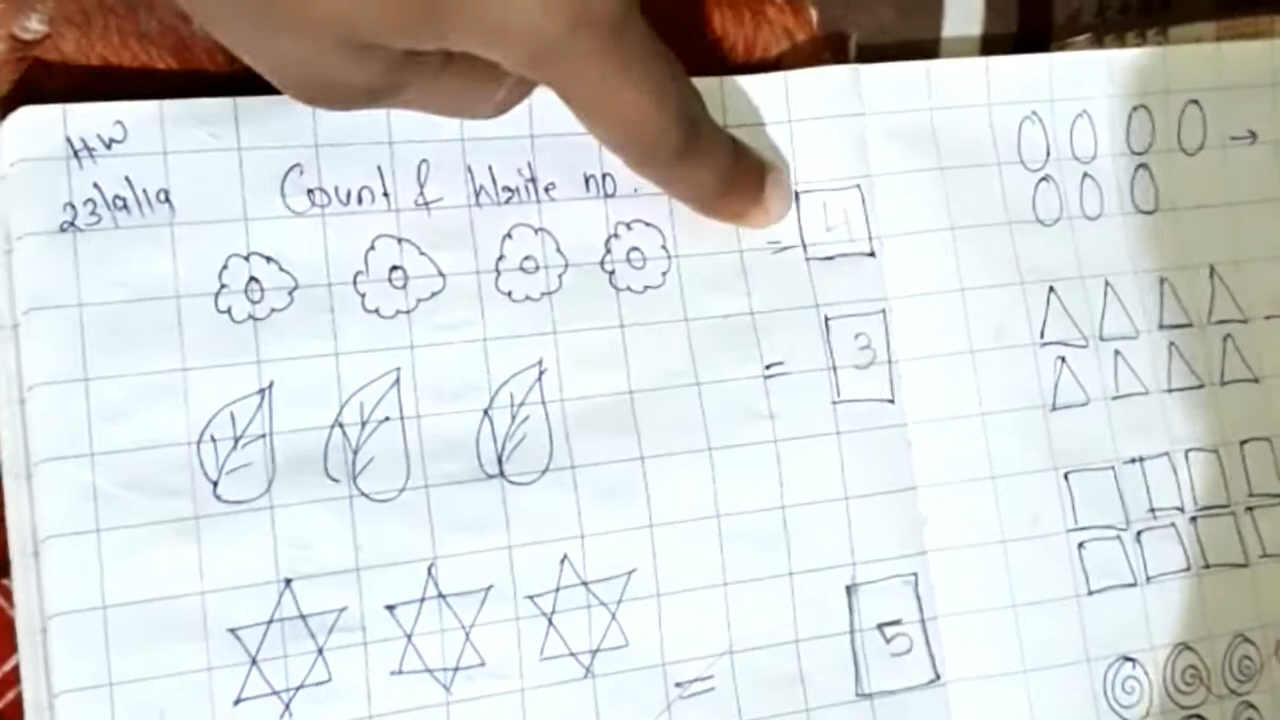 HW
23/9/19
Count & Write no.
= 4
= 3
= 5